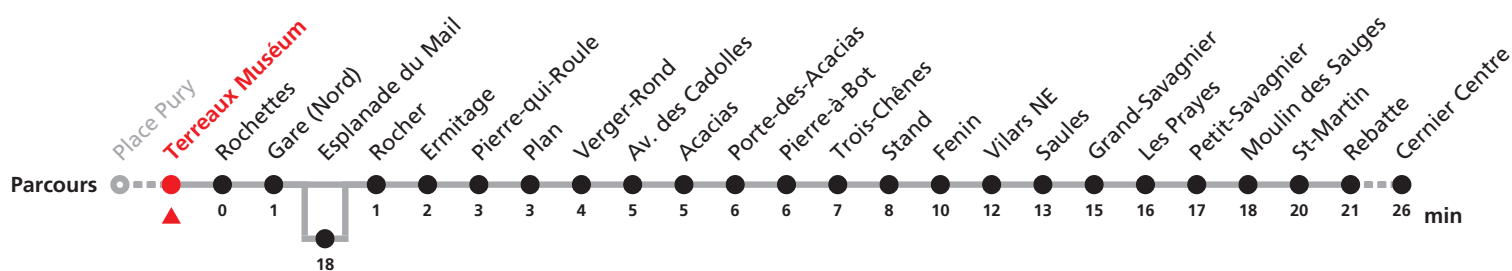 Place Pury
Terreaux Muséum
Rochettes
Gare (Nord)
Esplanade du Mail
Rocher
Ermitage
Pierre-qui-Roule
Plan
Verger-Rond
Av. des Cadolles
Acacias
Porte-des-Acacias
Pierre-à-Bot
Trois-Chênes
Stand
Fenin
Vilars NE
Saules
Grand-Savagnier
Les Prayes
Petit-Savagnier
Moulin des Sauges
St-Martin
Rebatte
Cernier Centre
Parcours
0 1 1 2 3 3 4 5 5 6 6 7 8 10 12 13 15 16 17 18 20 21 26 min
18